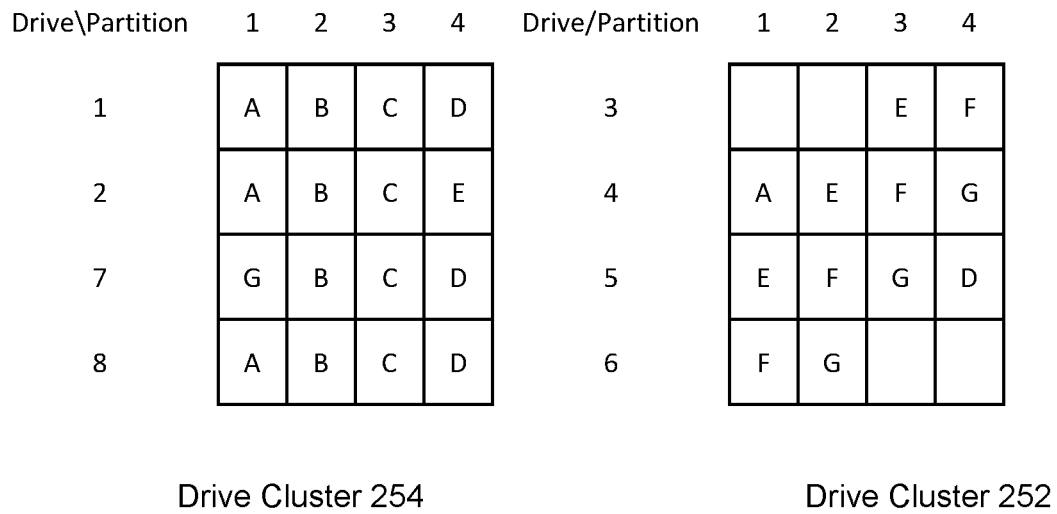 Drive\Partition 1 2 3 4 Drive/Partition 1 2 3 4
1 A B C D 3 E F
2 A B C E 4 A E F G
7 G B C D 5 E F G D
8 A B C D 6 F G
Drive Cluster 254 Drive Cluster 252